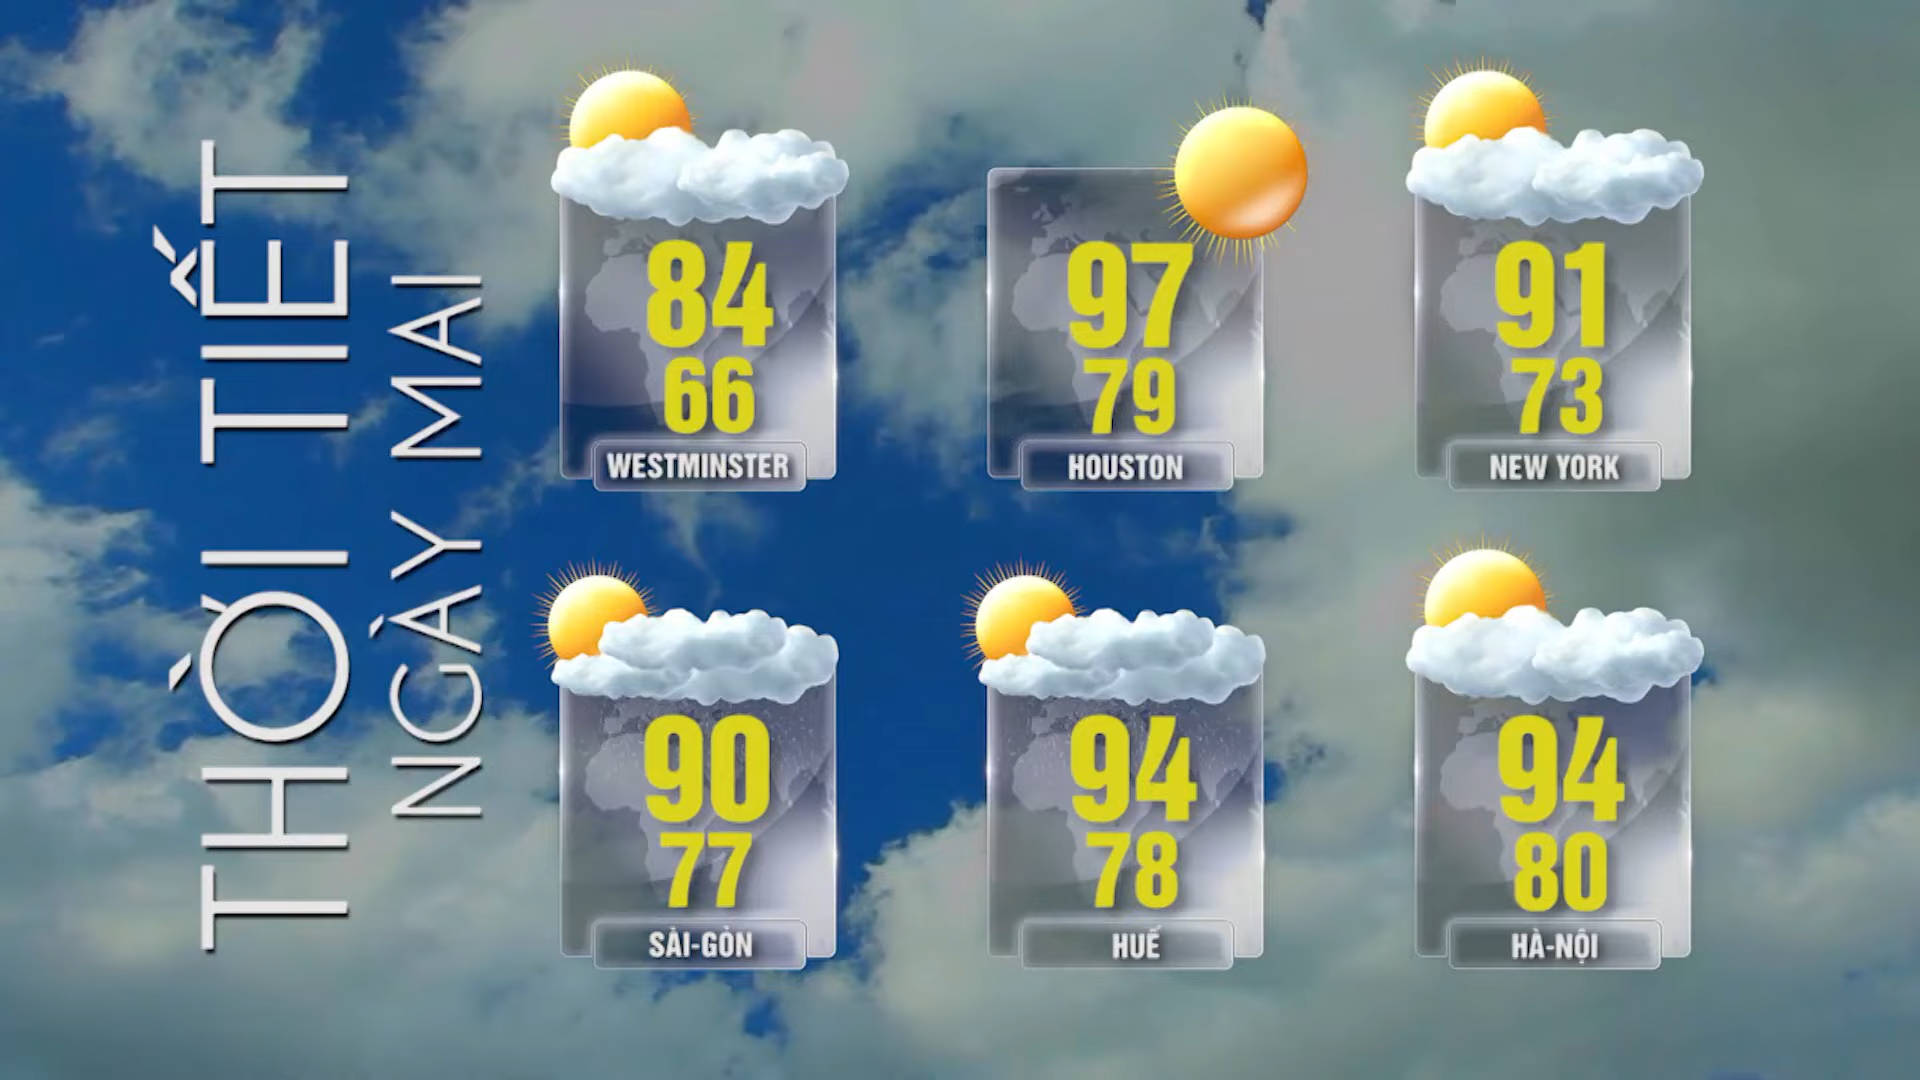 THỜI TIẾT
NGÀY MAI
84
66
WESTMINSTER
97
79
HOUSTON
91
73
NEW YORK
90
77
SÀI-GÒN
94
78
HUẾ
94
80
HÀ-NỘI